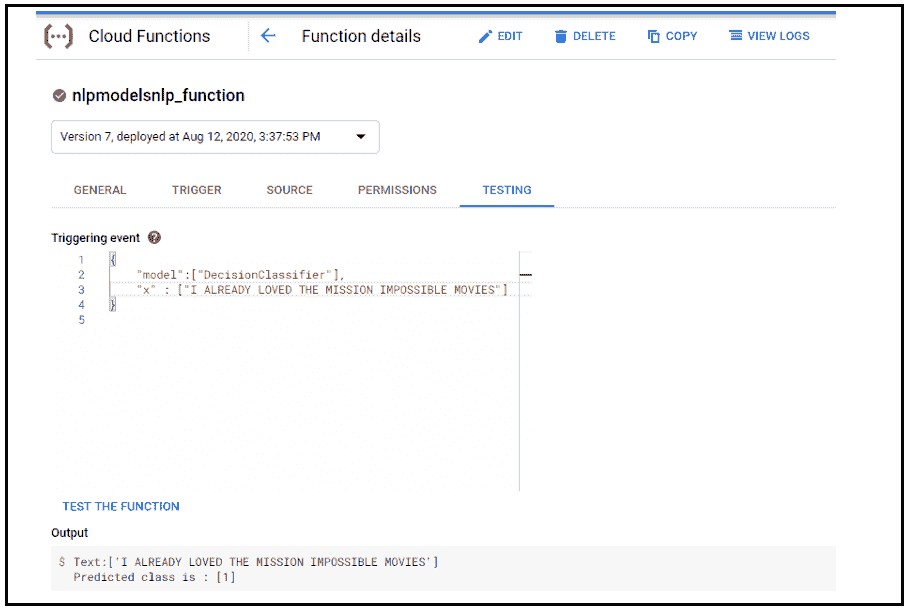 Cloud Functions Function details EDIT DELETE COPY VIEW LOGS
nlpmodelsnlp_function
Version 7, deployed at Aug 12, 2020, 3:37:53 PM
GENERAL TRIGGER SOURCE PERMISSIONS TESTING
Triggering event
1 {
2 "model":["DecisionClassifier"],
3 "x" : ["I ALREADY LOVED THE MISSION IMPOSSIBLE MOVIES"]
4 }
5
TEST THE FUNCTION
Output
$ Text:['I ALREADY LOVED THE MISSION IMPOSSIBLE MOVIES']
Predicted class is : [1]